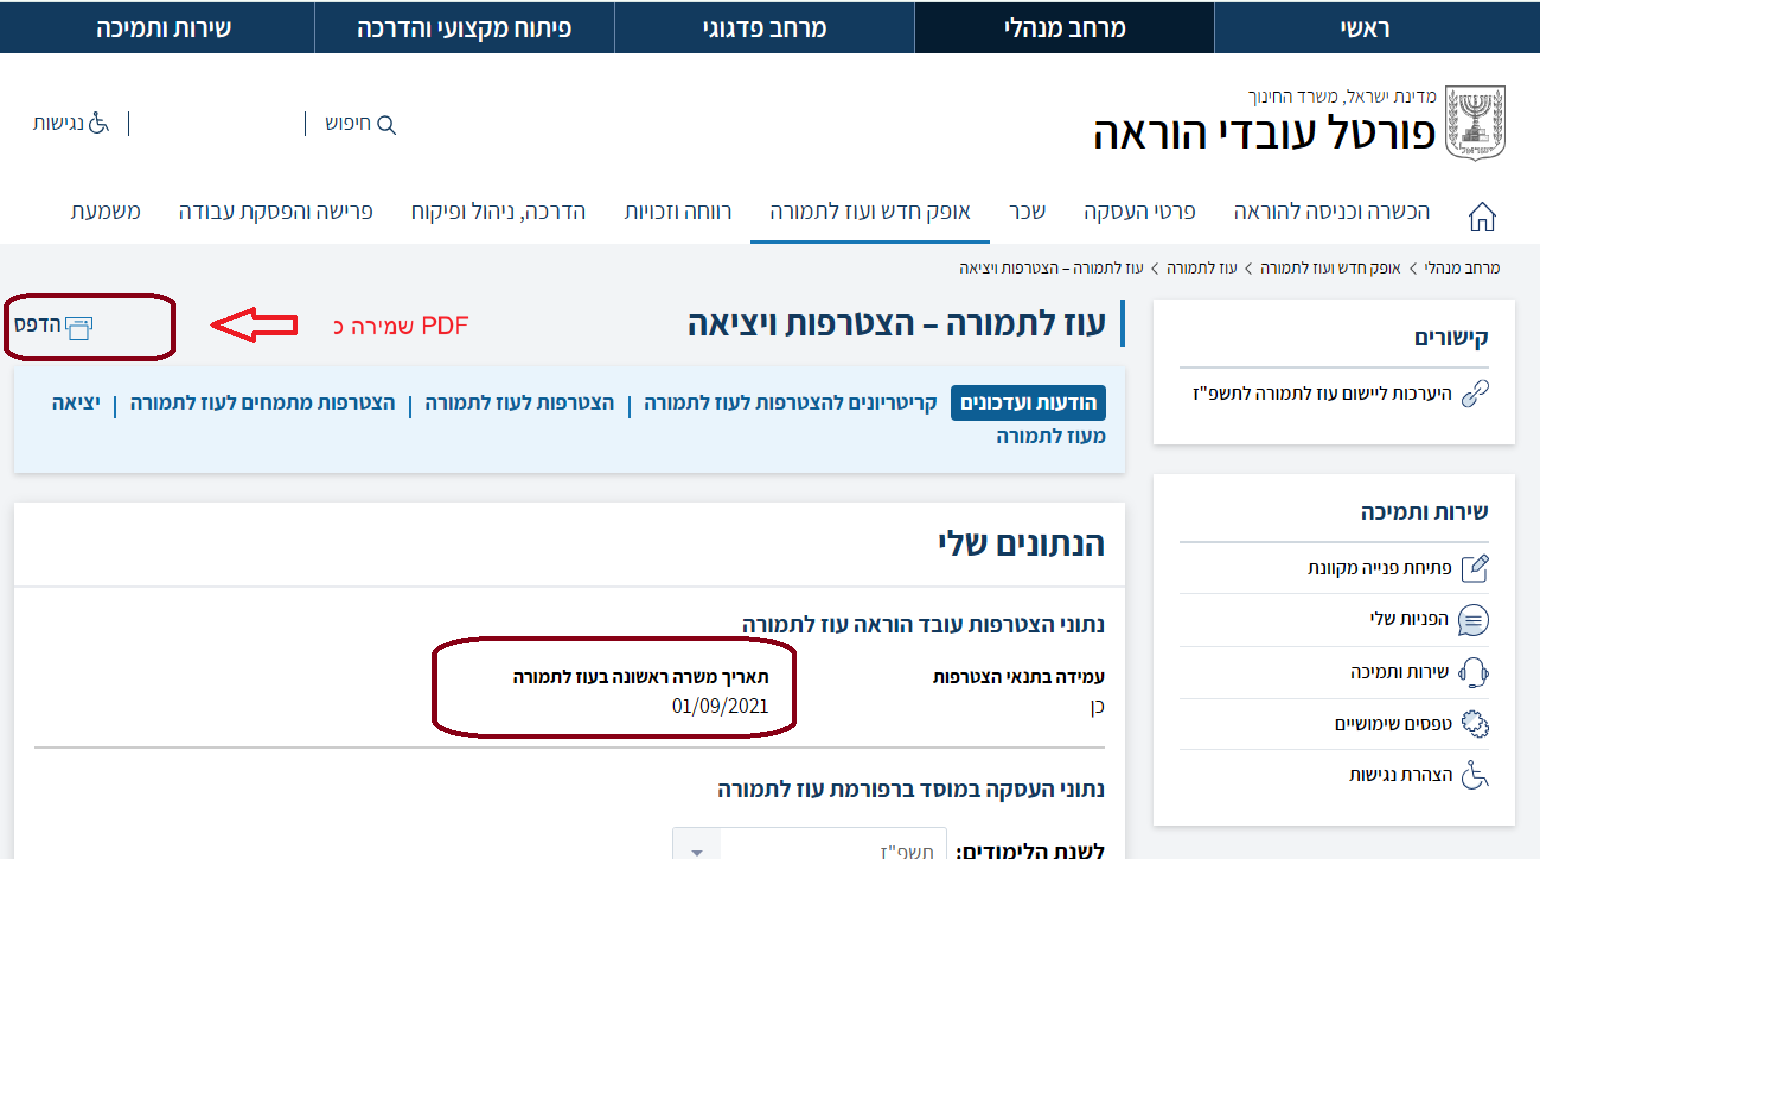 ראשי
מרחב מנהלי
מרחב פדגוגי
פיתוח מקצועי והדרכה
שירות ותמיכה
מדינת ישראל, משרד החינוך
פורטל עובדי הוראה
חיפוש
נגישות
הכשרה וכניסה להוראה
פרטי העסקה
שכר
אופק חדש ועוז לתמורה
רווחה וזכויות
הדרכה, ניהול ופיקוח
פרישה והפסקת עבודה
משמעת
מרחב מנהלי > אופק חדש ועוז לתמורה > עוז לתמורה > עוז לתמורה – הצטרפות ויציאה
עוז לתמורה – הצטרפות ויציאה
שמירה כ PDF
הדפס
הודעות ועדכונים קריטריונים להצטרפות לעוז לתמורה | הצטרפות לעוז לתמורה | הצטרפות מתמחים לעוז לתמורה | יציאה
מעוז לתמורה
קישורים
היערכות ליישום עוז לתמורה לתשפ"ז
שירות ותמיכה
פתיחת פנייה מקוונת
הפניות שלי
שירות ותמיכה
טפסים שימושיים
הצהרת נגישות
הנתונים שלי
נתוני הצטרפות עובד הוראה עוז לתמורה
עמידה בתנאי הצטרפות
כן
תאריך משרה ראשונה בעוז לתמורה
01/09/2021
נתוני העסקה במוסד ברפורמת עוז לתמורה
לשנת הלימודים: תשפ"ז